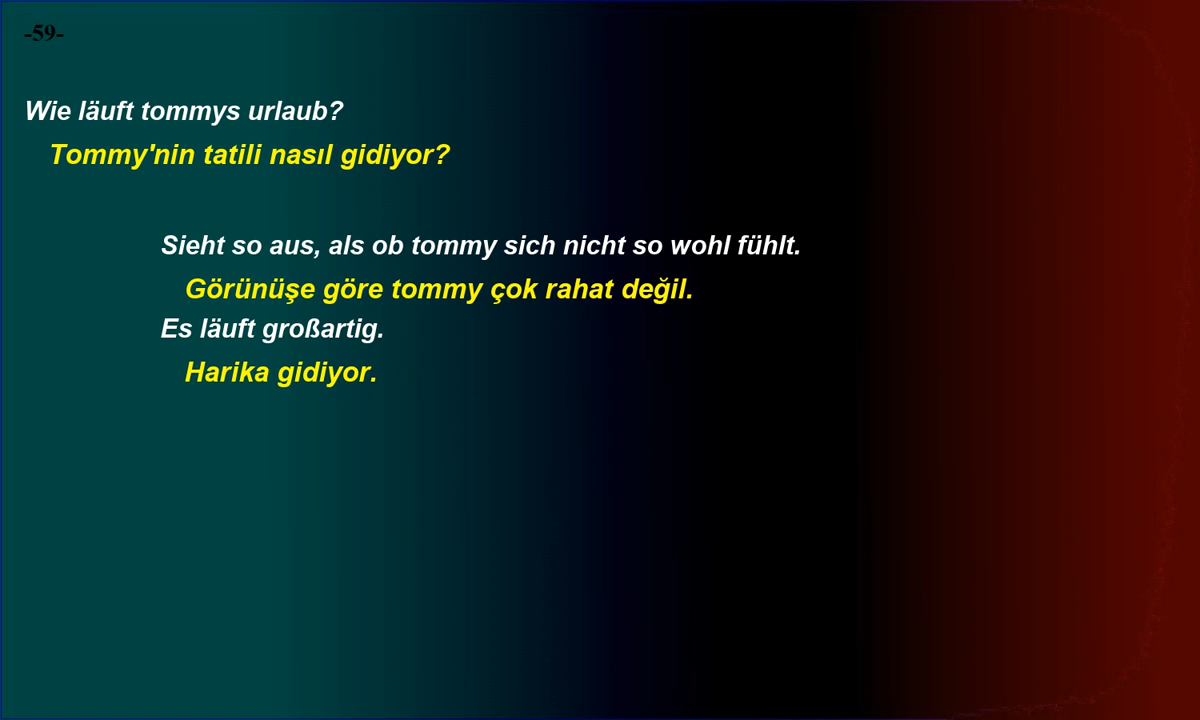 -59-
Wie läuft tommys urlaub?
Tommy'nin tatili nasıl gidiyor?
Sieht so aus, als ob tommy sich nicht so wohl fühlt.
Görünüşe göre tommy çok rahat değil.
Es läuft großartig.
Harika gidiyor.